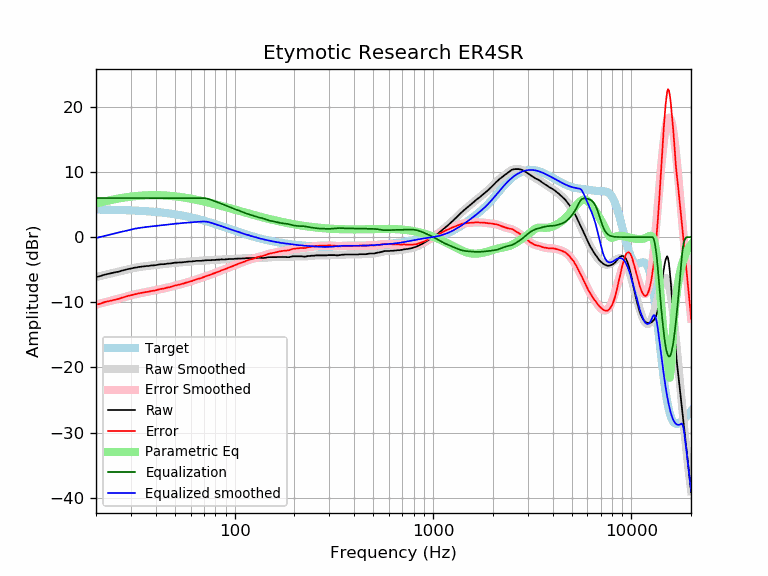 Etymotic Research ER4SR
20
10
0
−10
−20
−30
−40
Amplitude (dBr)
Target
Raw Smoothed
Error Smoothed
Raw
Error
Parametric Eq
Equalization
Equalized smoothed
100
1000
10000
Frequency (Hz)